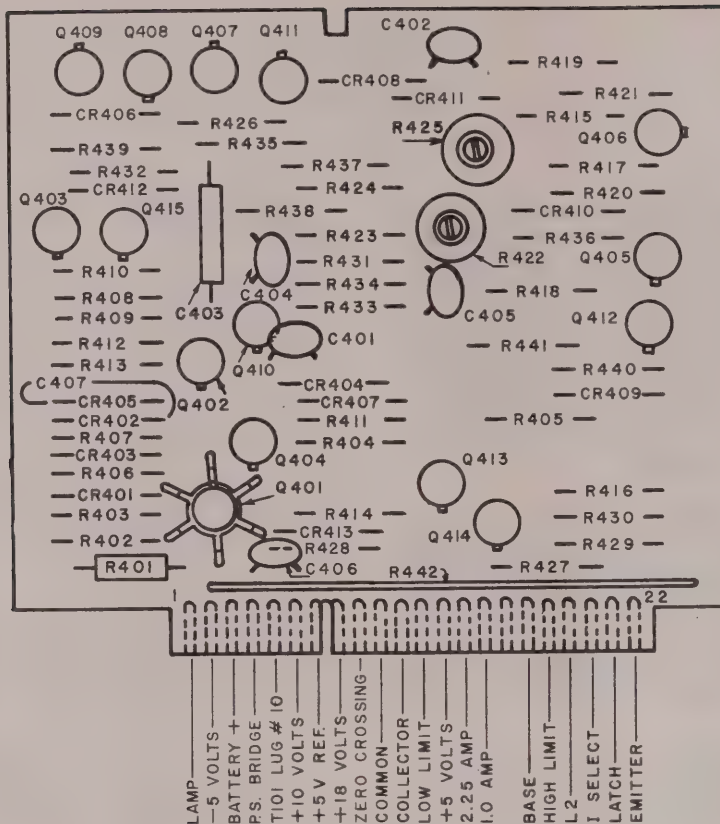 Q409 Q408 Q407 Q411 C402
R419
CR408
CR411 R421
CR406 R415
R426 R425 Q406
R439 R435
R437 R417
R432
CR412 R424 R420
Q403 Q415 R438 CR410
R423 R436 Q405
R431 R422
R410
C404 R434 R418
R408 C403 R433 C405 Q412
R409
C401
R412 R441
R413 Q410 R440
C407 CR404
CR405 Q402 CR407 CR409
CR402 R411 R405
R407 R404
CR403 Q404 Q413
R406 Q401
CR401 R416
R403 R414 R430
CR413 Q414
R402 R428 R429
R401 C406 R442 R427
1 22
LAMP
-5 VOLTS
BATTERY +
P.S. BRIDGE
T101 LUG # 10
+10 VOLTS
+5V REF.
+18 VOLTS
ZERO CROSSING
COMMON
COLLECTOR
LOW LIMIT
+5 VOLTS
2.25 AMP
1.0 AMP
BASE
HIGH LIMIT
L2
I SELECT
LATCH
EMITTER